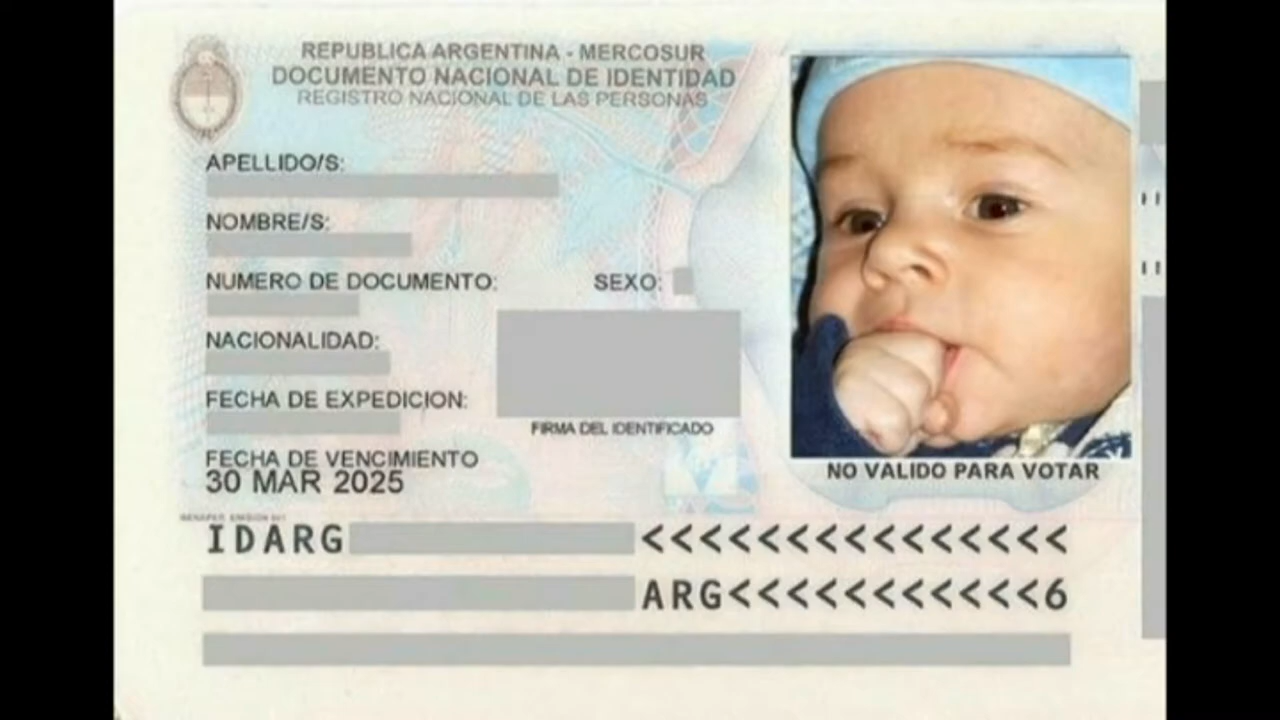 REPUBLICA ARGENTINA - MERCOSUR
DOCUMENTO NACIONAL DE IDENTIDAD
REGISTRO NACIONAL DE LAS PERSONAS
APELLIDO/S:
NOMBRE/S:
NUMERO DE DOCUMENTO: SEXO:
NACIONALIDAD:
FECHA DE EXPEDICION:
FIRMA DEL IDENTIFICADO
FECHA DE VENCIMIENTO
30 MAR 2025
NO VALIDO PARA VOTAR
IDARG <<<<<<<<<<<<<<<
ARG<<<<<<<<<<<6